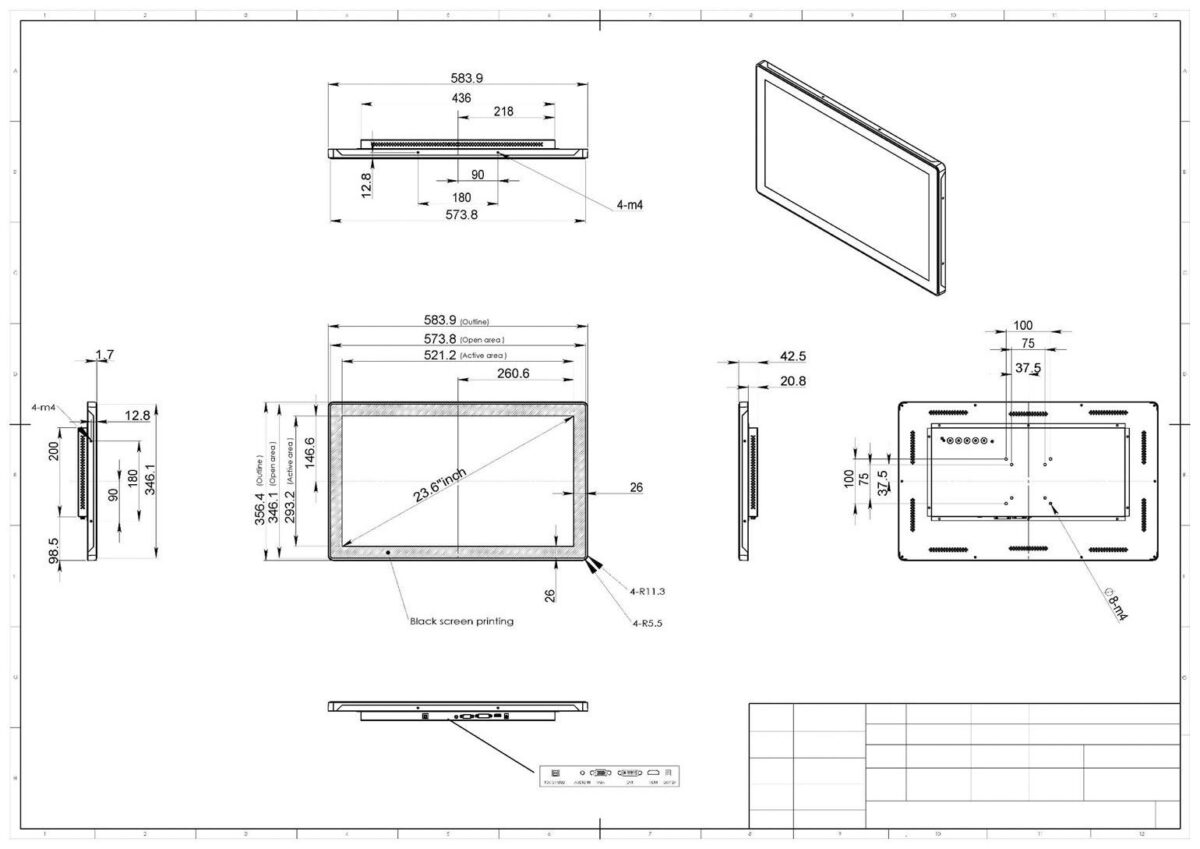 1 2 3 4 5 6 7 8 9 10 11 12
A A
583.9
436
218
B B
12.8
90
180
573.8
4-m4
C C
583.9 (Outline)
573.8 (Open area)
521.2 (Active area)
260.6
1.7
4-m4
12.8
200
90
180
346.1
98.5
356.4 (Outline)
346.1 (Open area)
293.2 (Active area)
146.6
23.6"inch
26
26
4-R11.3
4-R5.5
Black screen printing
42.5
20.8
100
75
37.5
100
75
37.5
∅8-m4
D D
E E
VGA
DVI
1 2 3 4 5 6 7 8 9 10 11 12